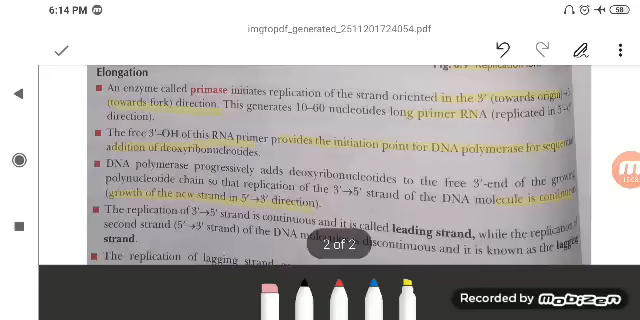 6:14 PM
58
imgtopdf_generated_2511201724054.pdf
Elongation
An enzyme called primase initiates replication of the strand oriented in the 3′ (towards origin)
(towards fork) direction. This generates 10–60 nucleotides long primer RNA (replicated in 5′
direction).
The free 3′–OH of this RNA primer provides the initiation point for DNA polymerase for
addition of deoxyribonucleotides.
DNA polymerase progressively adds deoxyribonucleotides to the free 3′-end of the
polynucleotide chain so that replication of the 3′→5′ strand of the DNA molecule is
(growth of the new strand in 5′→3′ direction).
The replication of 3′→5′ strand is continuous and it is called leading strand, while the replication
second strand (5′→3′ strand) of the DNA discontinuous and it is known as the lagging
strand.
The replication of lagging strand
2 of 2
Recorded by Mobizen